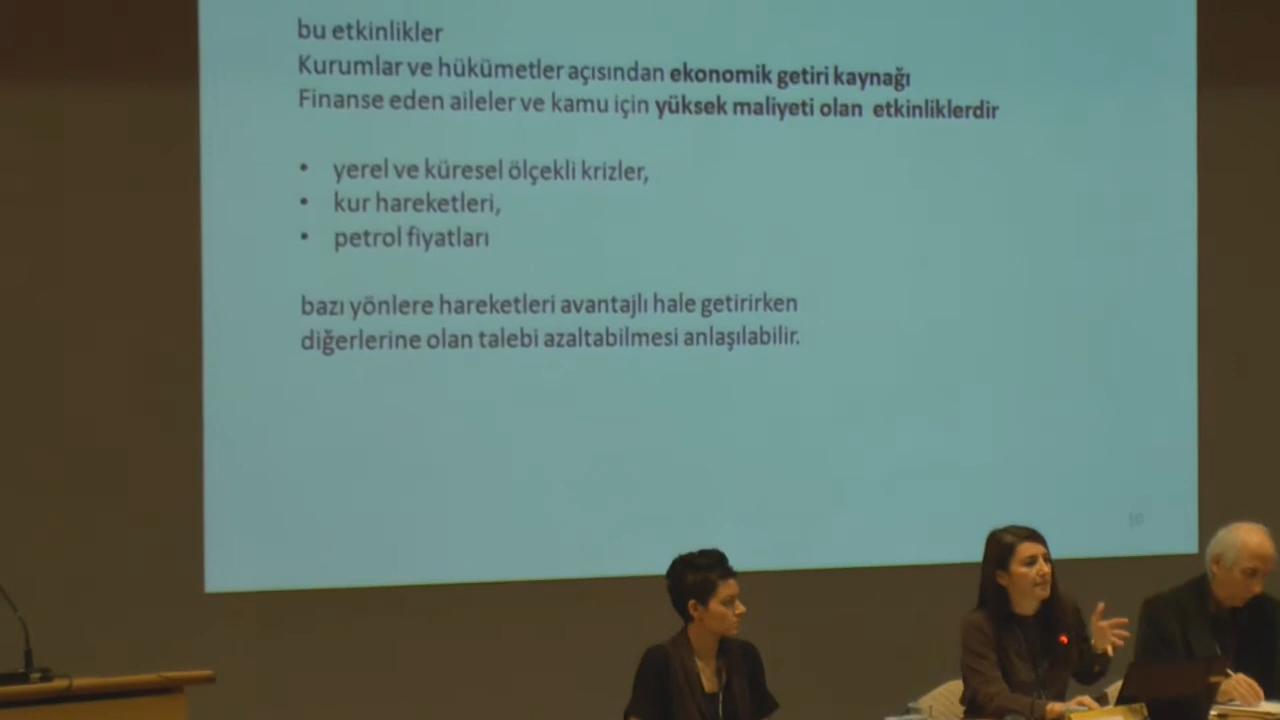 bu etkinlikler
Kurumlar ve hükümetler açısından ekonomik getiri kaynağı
Finanse eden aileler ve kamu için yüksek maliyeti olan etkinliklerdir
• yerel ve küresel ölçekli krizler,
• kur hareketleri,
• petrol fiyatları
bazı yönlere hareketleri avantajlı hale getirirken
diğerlerine olan talebi azaltabilmesi anlaşılabilir.